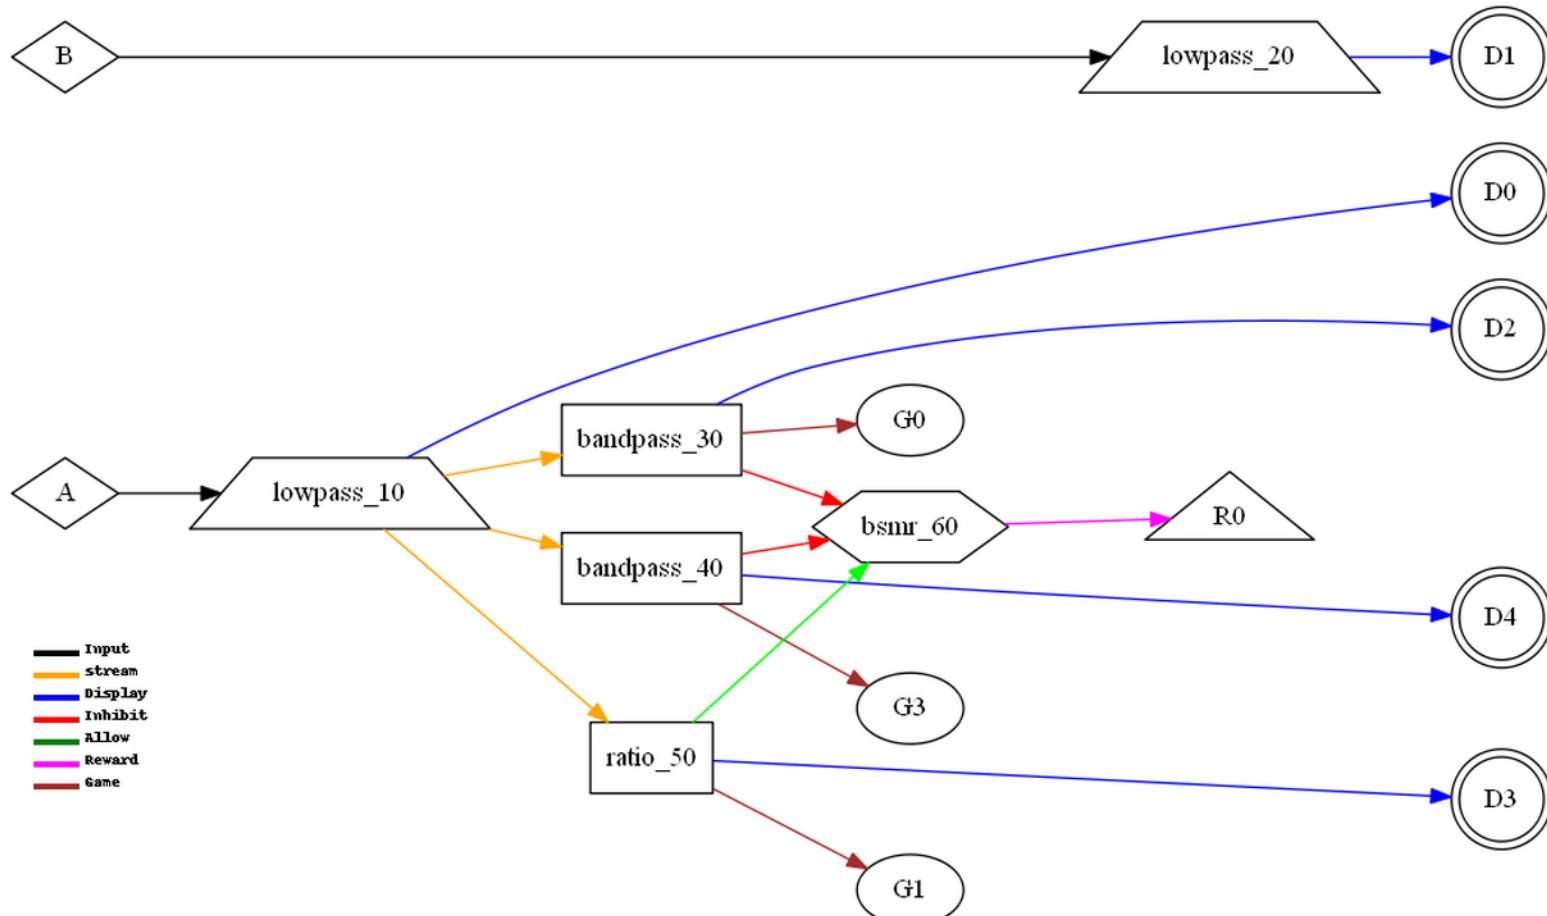 B
lowpass_20
D1
D0
D2
bandpass_30
G0
A
lowpass_10
bsmr_60
R0
bandpass_40
D4
Input
stream
Display
Inhibit
Allow
Reward
Game
G3
ratio_50
D3
G1